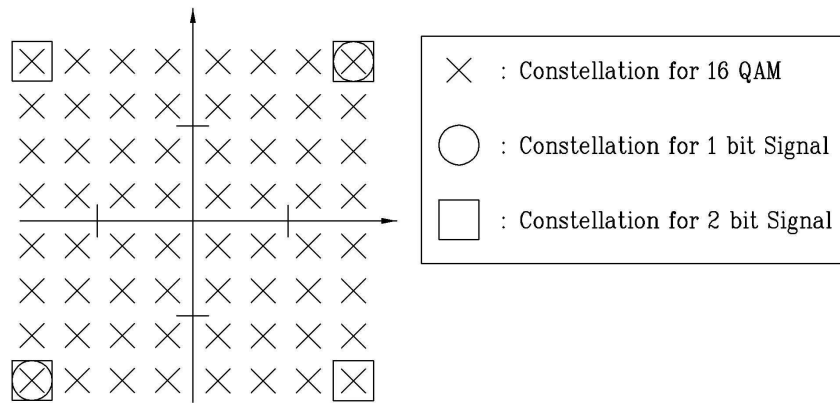 : Constellation for 16 QAM
: Constellation for 1 bit Signal
: Constellation for 2 bit Signal